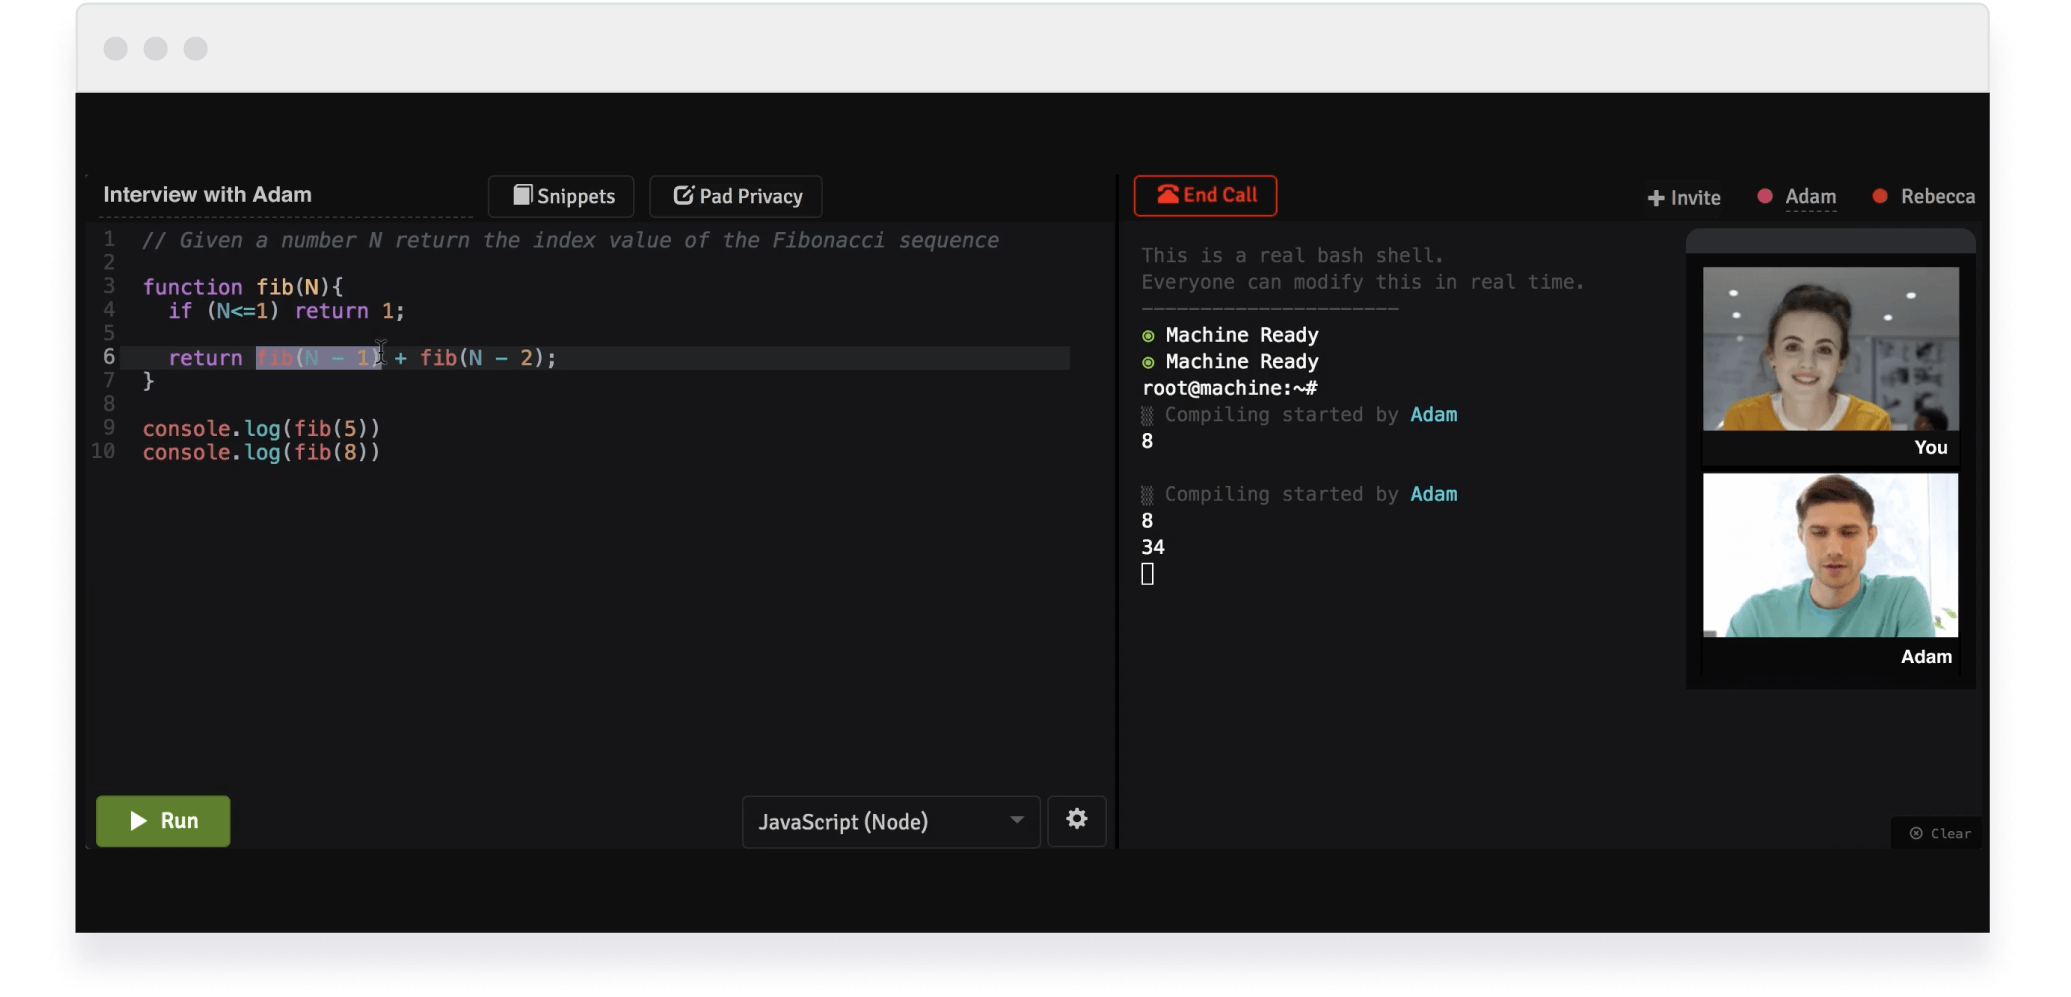 Interview with Adam
Snippets
Pad Privacy
End Call
Invite
Adam
Rebecca
1 // Given a number N return the index value of the Fibonacci sequence
2
3 function fib(N){
4 if (N<=1) return 1;
5
6 return fib(N - 1) + fib(N - 2);
7 }
8
9 console.log(fib(5))
10 console.log(fib(8))
Run
JavaScript (Node)
This is a real bash shell.
Everyone can modify this in real time.
----------------------
Machine Ready
Machine Ready
root@machine:~#
Compiling started by Adam
8
Compiling started by Adam
8
34
You
Adam
Clear